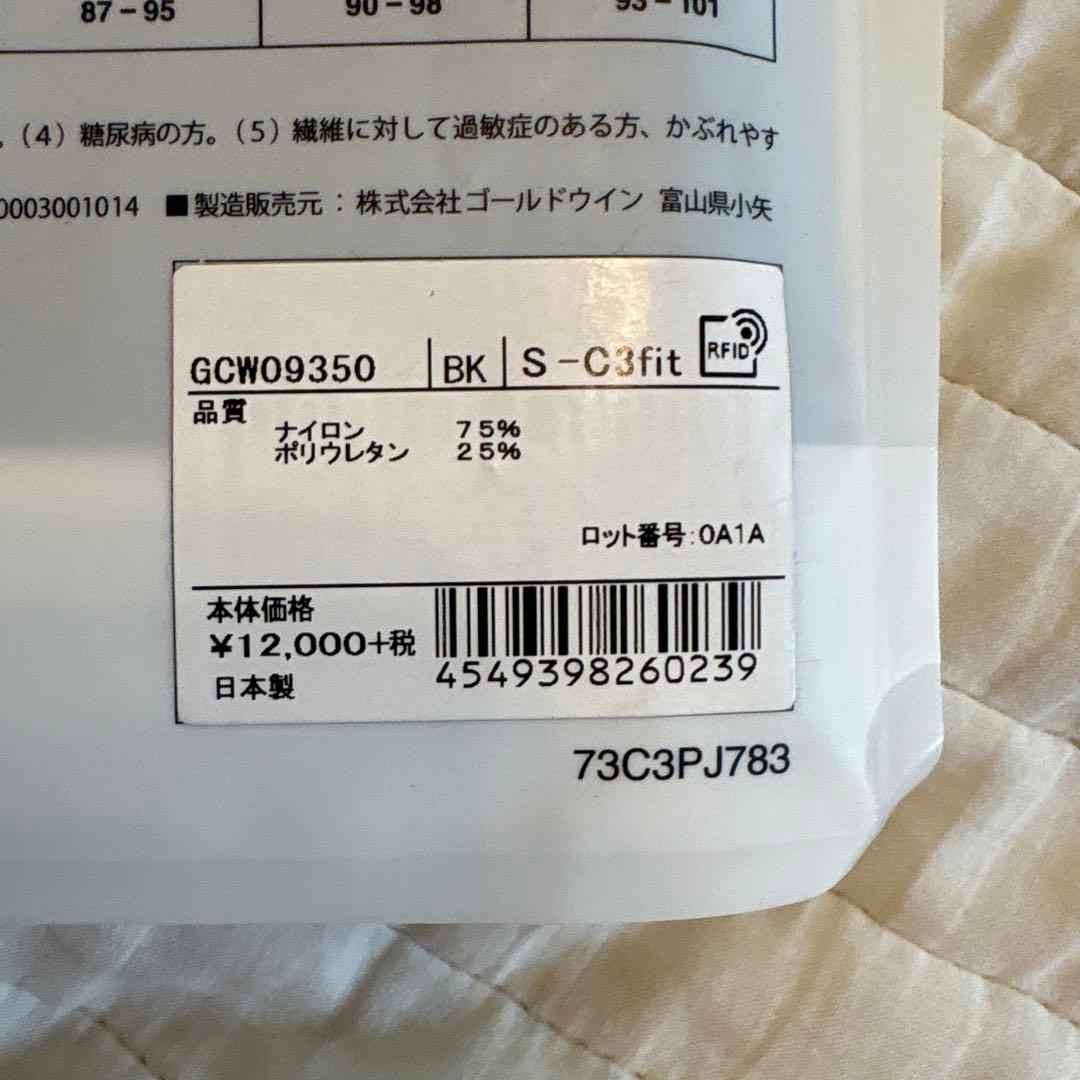 87-95 90-98 93-101
。(4)糖尿病の方。(5)繊維に対して過敏症のある方、かぶれやす
0003001014 ■製造販売元:株式会社ゴールドウイン 富山県小矢
GCW09350 BK S-C3fit RFID
品質
ナイロン 75%
ポリウレタン 25%
ロット番号:0A1A
本体価格
¥12,000+税
日本製
4549398260239
73C3PJ783